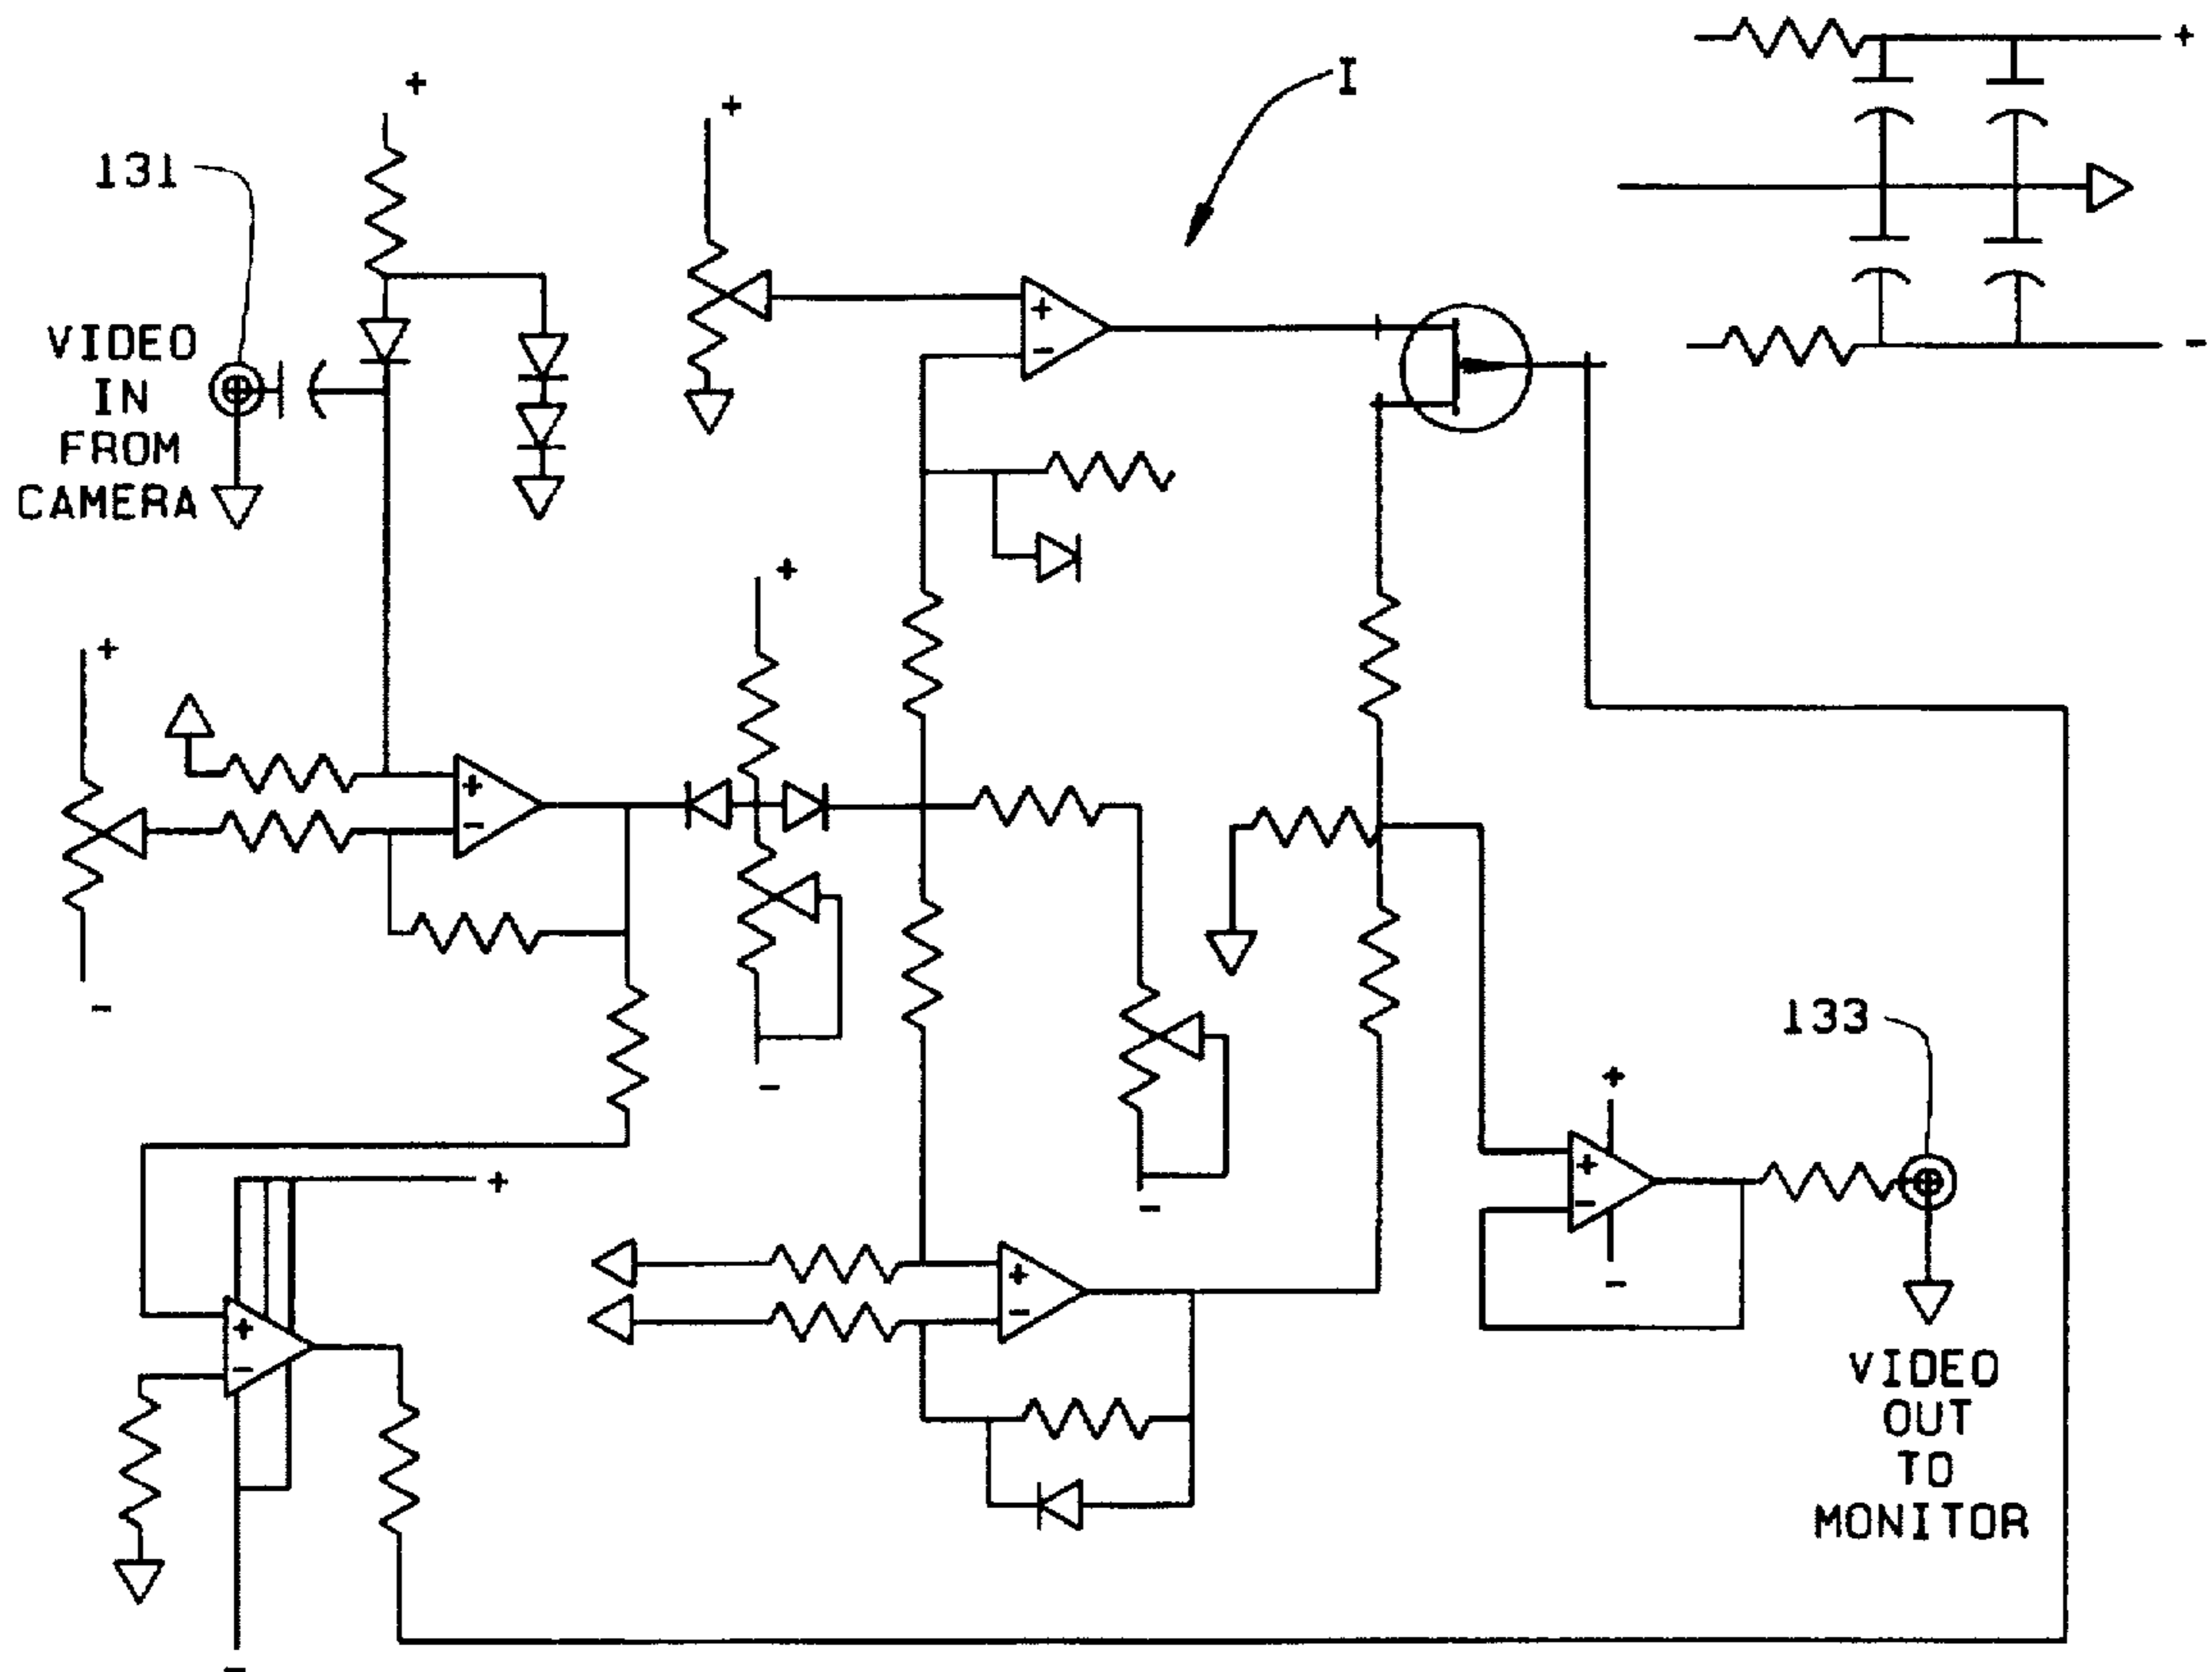 I
131
VIDEO
IN
FROM
CAMERA
133
VIDEO
OUT
TO
MONITOR